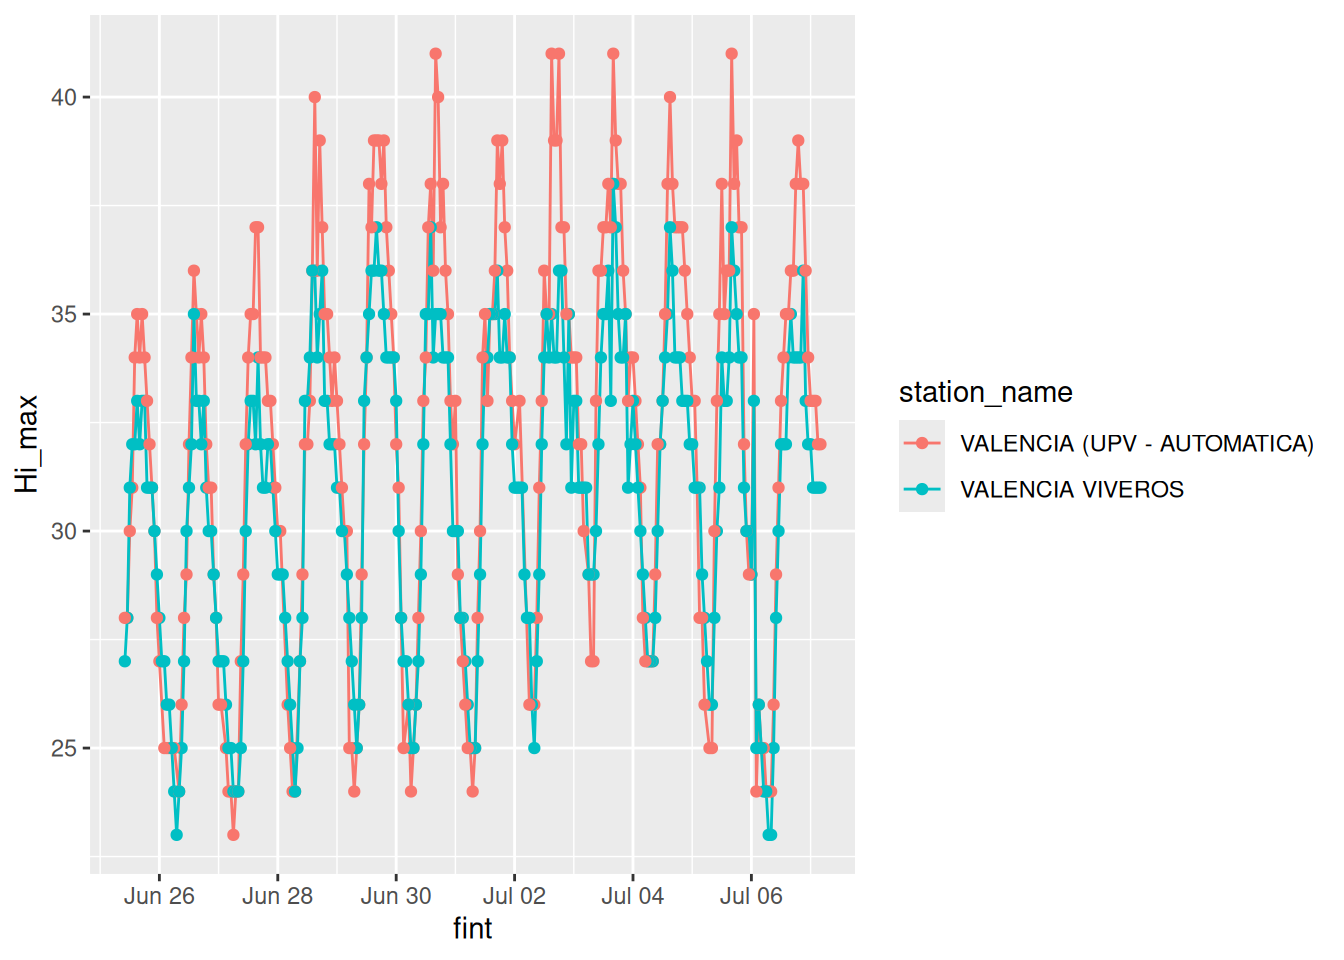 40
35
30
25
Hi_max
Jun 26
Jun 28
Jun 30
Jul 02
Jul 04
Jul 06
fint
station_name
VALENCIA (UPV - AUTOMATICA)
VALENCIA VIVEROS